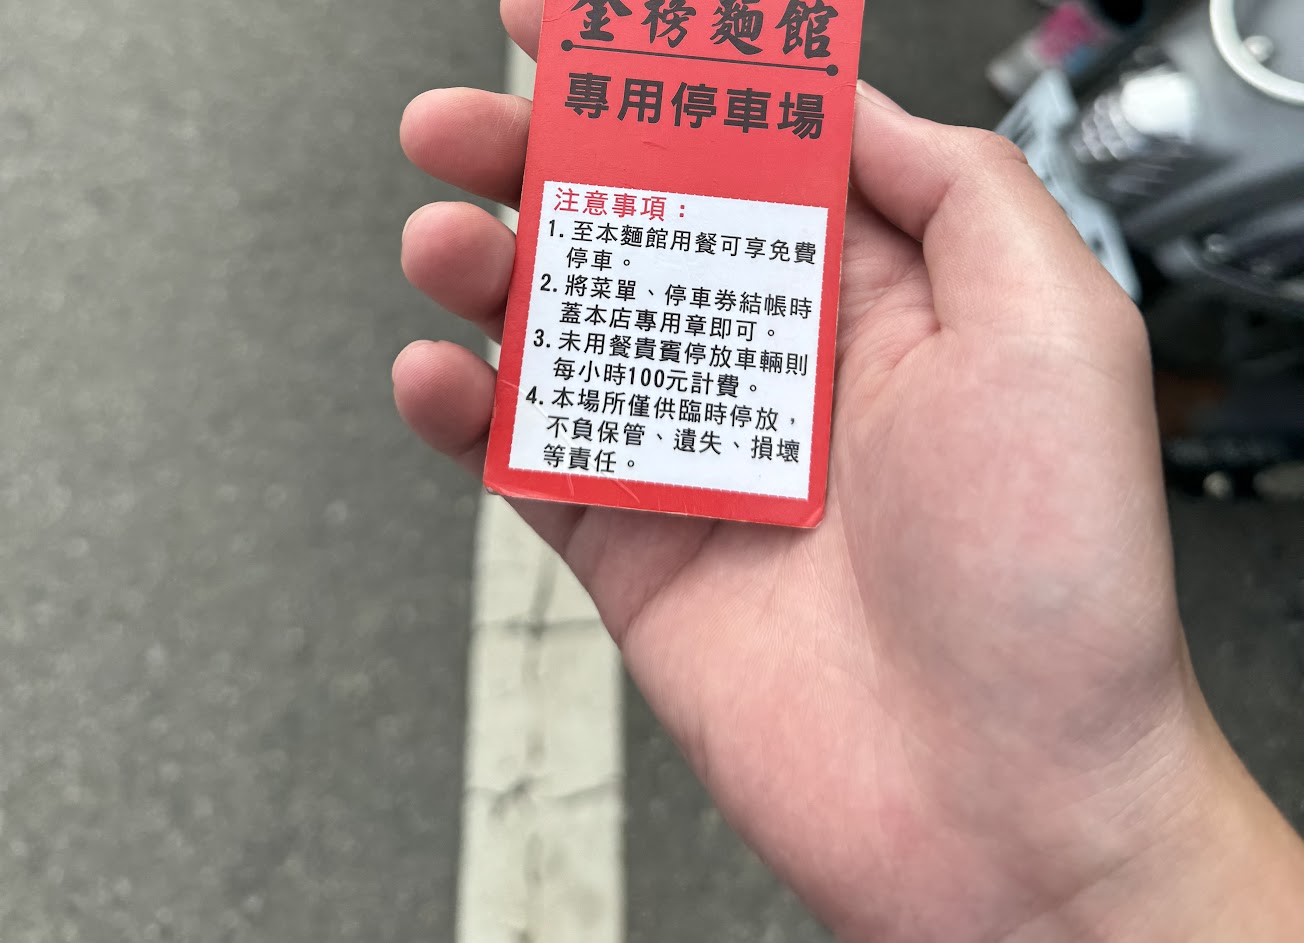 金榜麵館
專用停車場
注意事項：
1. 至本麵館用餐可享免費
停車。
2. 將菜單、停車券結帳時
蓋本店專用章即可。
3. 未用餐貴賓停放車輛則
每小時100元計費。
4. 本場所僅供臨時停放，
不負保管、遺失、損壞
等責任。